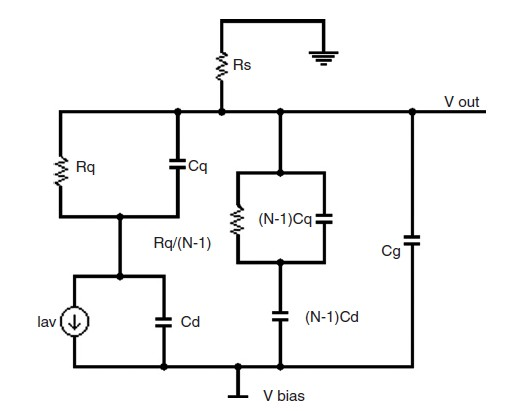 Rs
V out
Rq
Cq
(N-1)Cq
Rq/(N-1)
Cg
Iav
Cd
(N-1)Cd
V bias